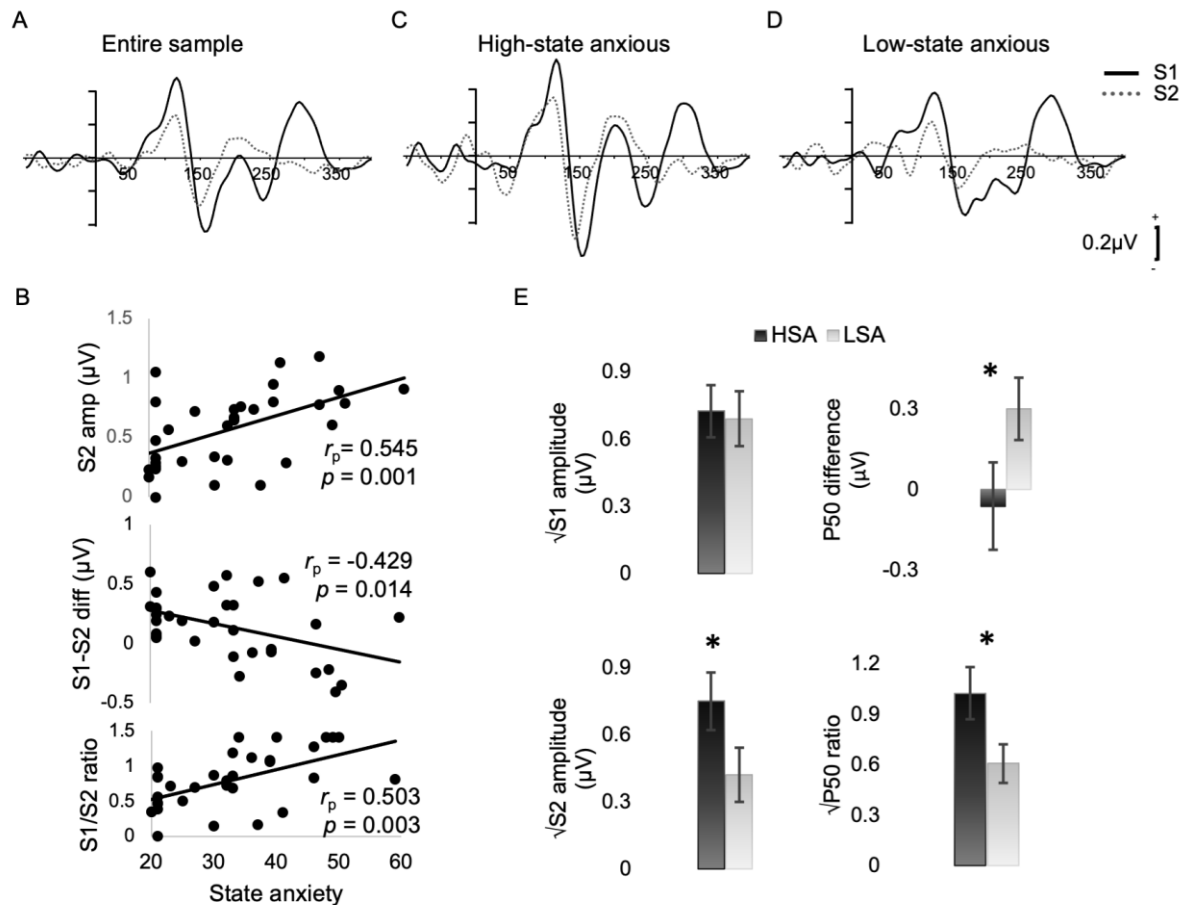 A
Entire sample
50
150
250
350
C
High-state anxious
50
150
250
350
D
Low-state anxious
50
150
250
350
S1
S2
+
0.2µV
-
B
S2 amp (µV)
1.5
1
0.5
0
rp= 0.545
p = 0.001
S1-S2 diff (µV)
1
0.5
0
-0.5
rp = -0.429
p = 0.014
S1/S2 ratio
1.5
1
0.5
0
rp = 0.503
p = 0.003
20 30 40 50 60
State anxiety
E
HSA LSA
√S1 amplitude
(µV)
0.9
0.6
0.3
0
P50 difference
(µV)
0.3
0
-0.3
*
√S2 amplitude
(µV)
0.9
0.6
0.3
0
*
√P50 ratio
1.2
0.9
0.6
0.3
0
*